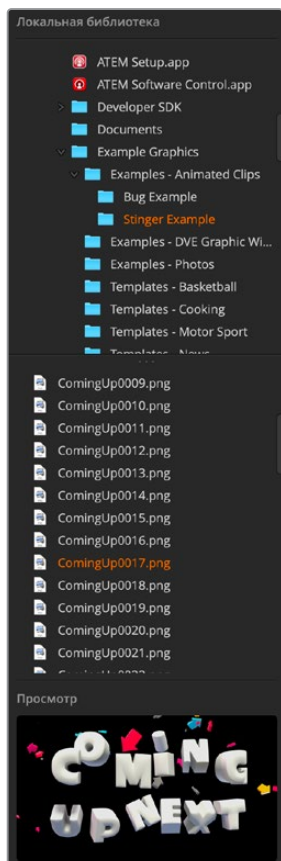 Локальная библиотека
ATEM Setup.app
ATEM Software Control.app
Developer SDK
Documents
Example Graphics
Examples - Animated Clips
Bug Example
Stinger Example
Examples - DVE Graphic Wi...
Examples - Photos
Templates - Basketball
Templates - Cooking
Templates - Motor Sport
Templates - News
ComingUp0009.png
ComingUp0010.png
ComingUp0011.png
ComingUp0012.png
ComingUp0013.png
ComingUp0014.png
ComingUp0015.png
ComingUp0016.png
ComingUp0017.png
ComingUp0018.png
ComingUp0019.png
ComingUp0020.png
ComingUp0021.png
Просмотр
COMING
UP NEXT